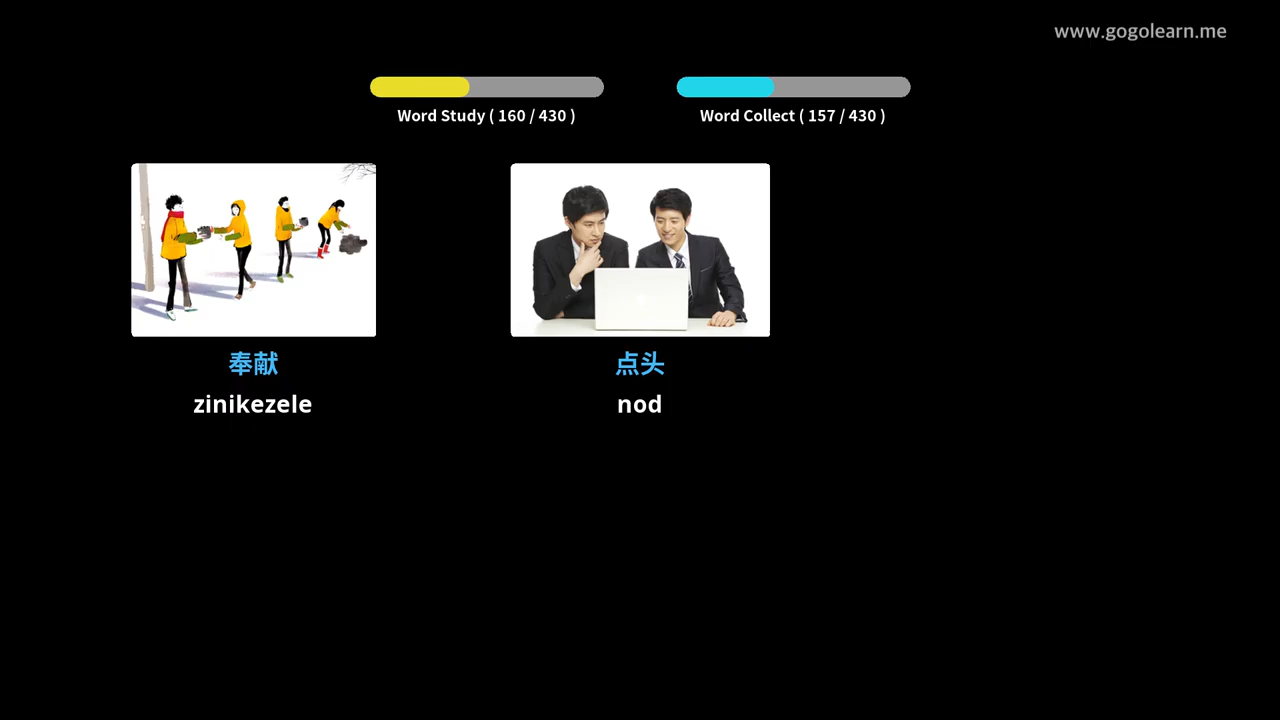 www.gogolearn.me
Word Study ( 160 / 430 )
Word Collect ( 157 / 430 )
奉献
zinikezele
点头
nod